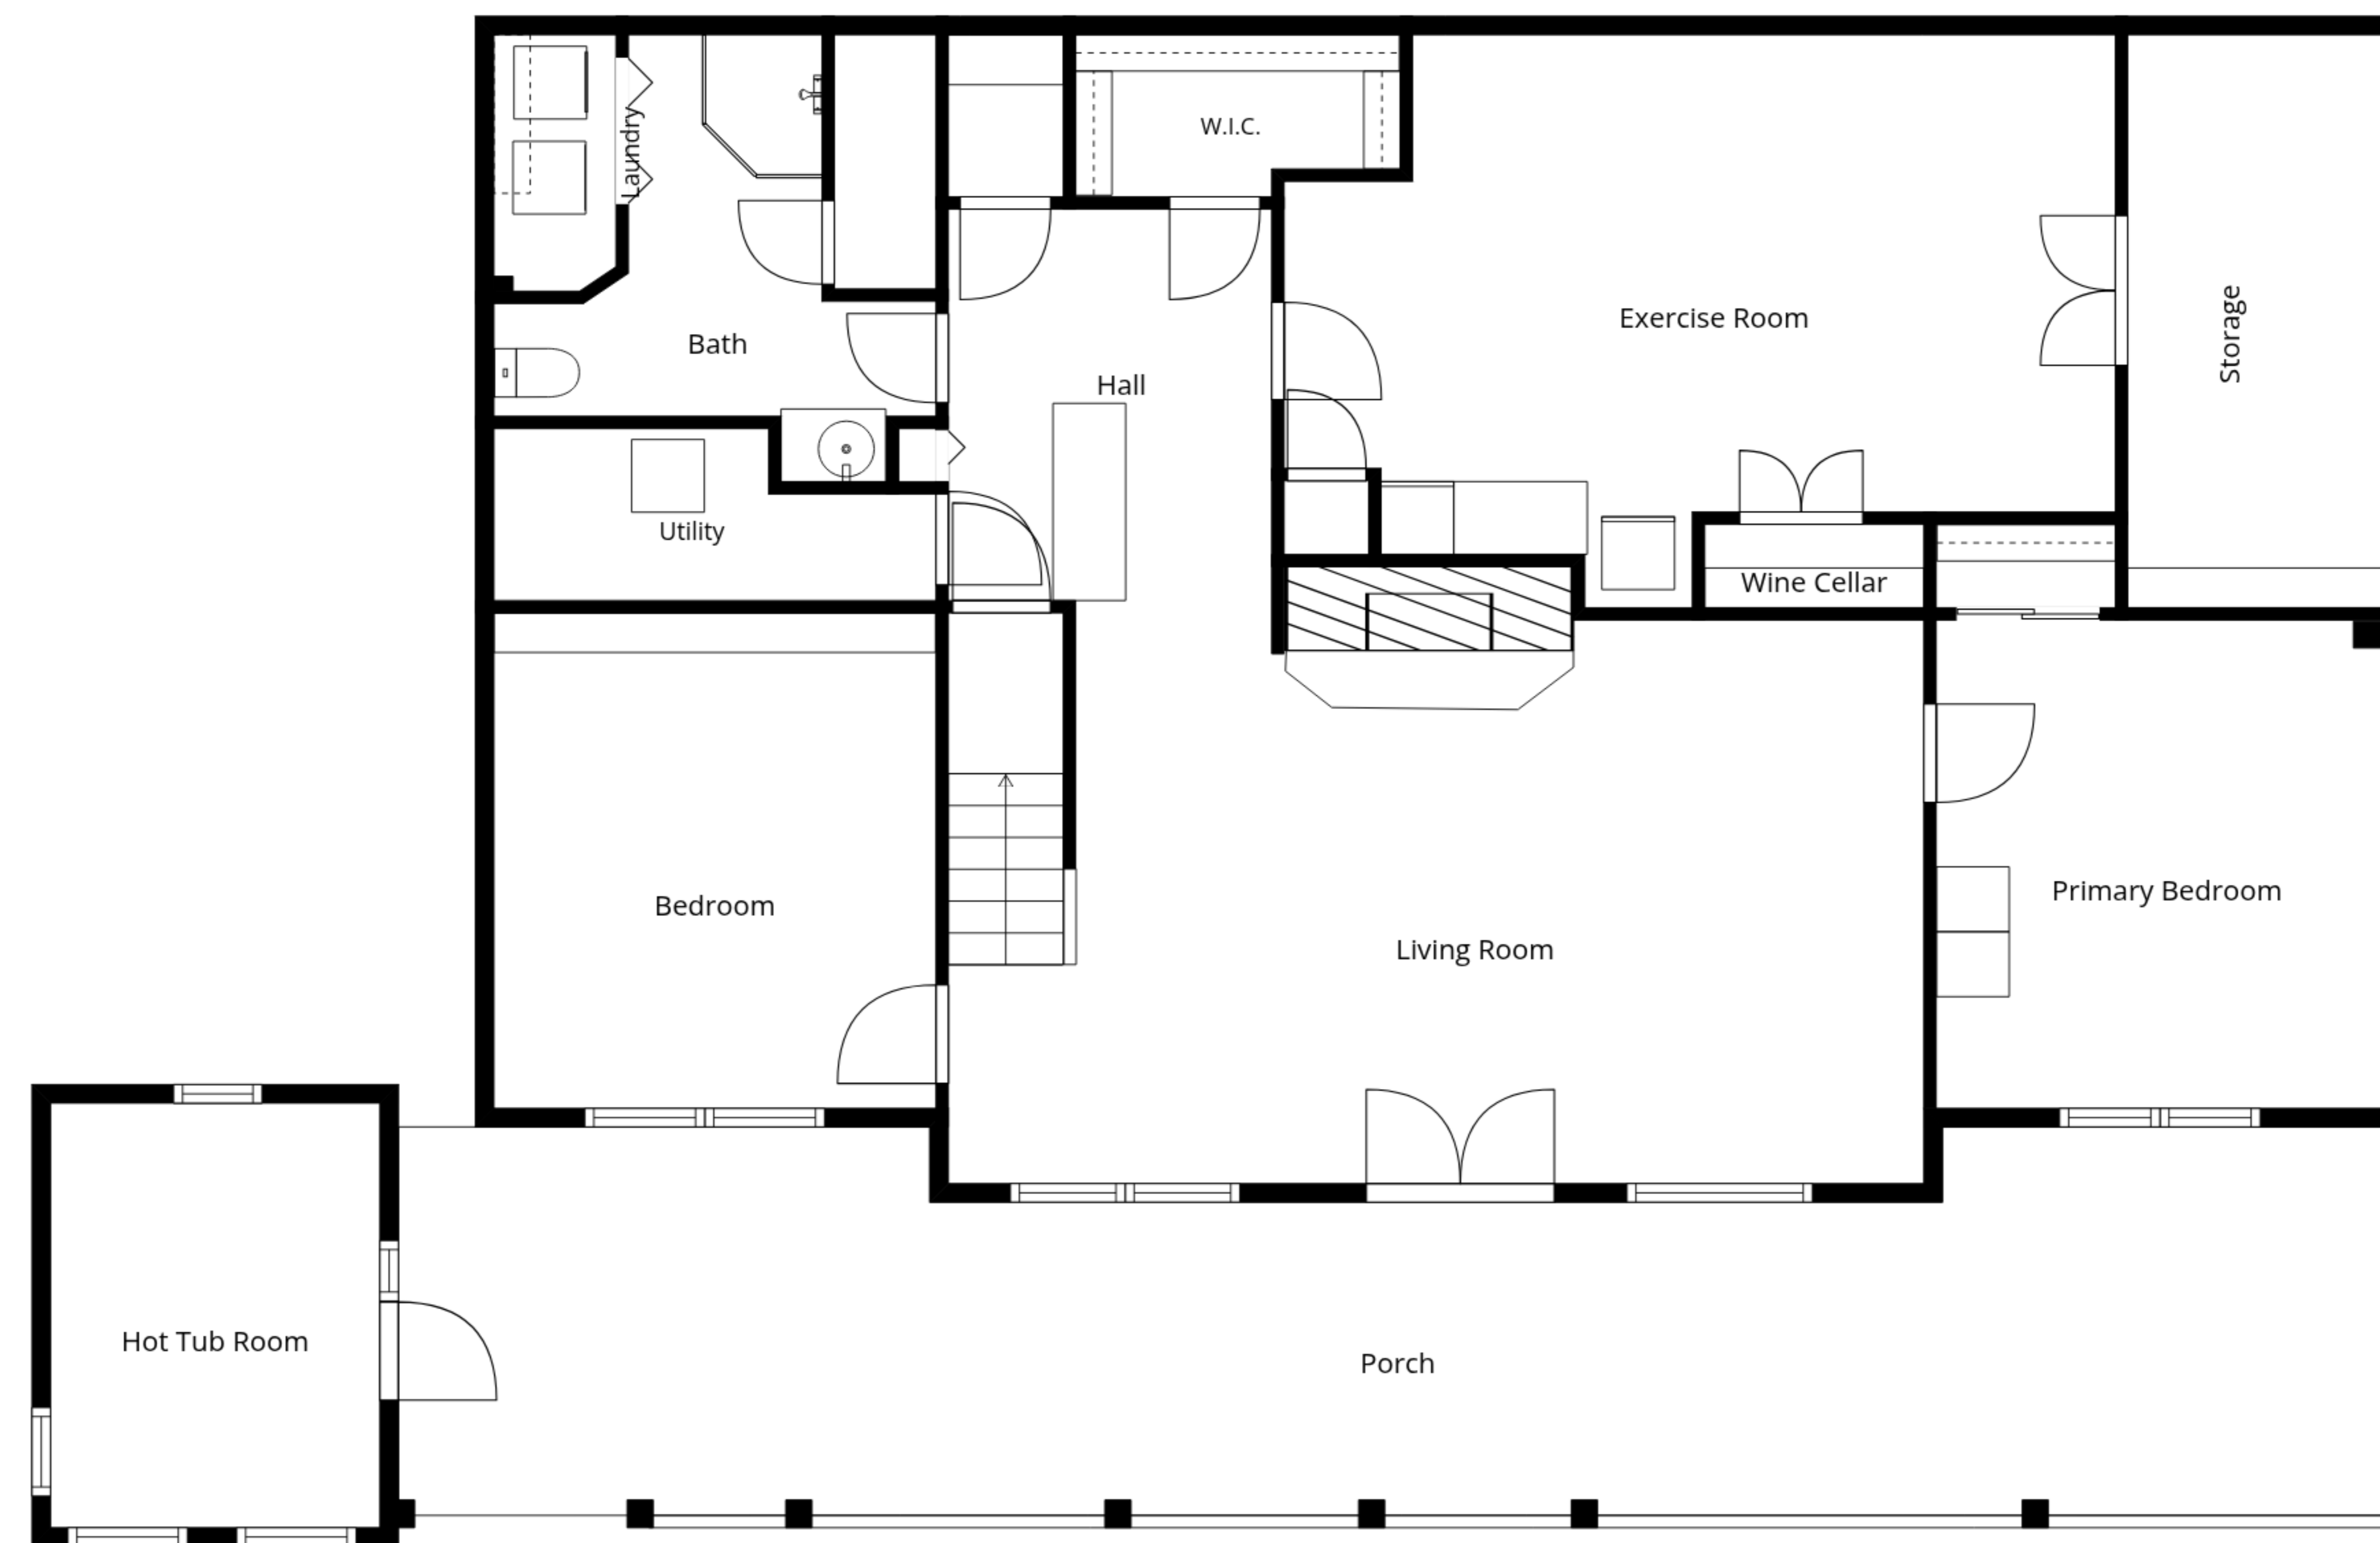 Laundry
W.I.C.
Exercise Room
Storage
Bath
Hall
Utility
Wine Cellar
Bedroom
Primary Bedroom
Living Room
Hot Tub Room
Porch